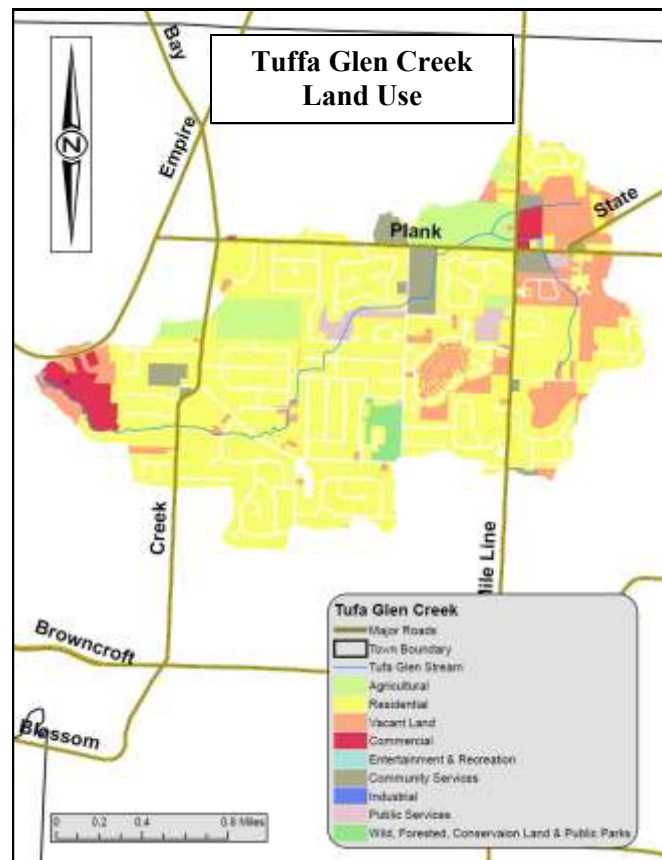 Tuffa Glen Creek
Land Use
Bay
Empire
N
State
Plank
Creek
Mile Line
Browncroft
Blossom
Tufa Glen Creek
Major Roads
Town Boundary
Tufa Glen Stream
Agricultural
Residential
Vacant Land
Commercial
Entertainment & Recreation
Community Services
Industrial
Public Services
Wild, Forested, Conservaion Land & Public Parks
0 0.2 0.4 0.8 Miles